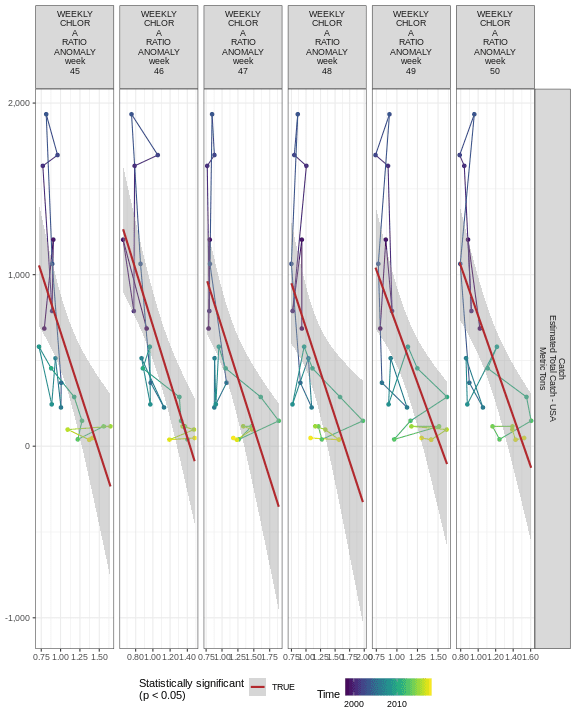 WEEKLY WEEKLY WEEKLY WEEKLY WEEKLY WEEKLY
CHLOR CHLOR CHLOR CHLOR CHLOR CHLOR
A A A A A A
RATIO RATIO RATIO RATIO RATIO RATIO
ANOMALY ANOMALY ANOMALY ANOMALY ANOMALY ANOMALY
week week week week week week
45 46 47 48 49 50
2,000
1,000
0
-1,000
Catch
Estimated Total Catch - USA
Metric Tons
0.75 1.00 1.25 1.50 0.80 1.00 1.20 1.40 0.75 1.00 1.25 1.50 1.75 0.75 1.00 1.25 1.50 1.75 2.00 0.75 1.00 1.25 1.50 0.80 1.00 1.20 1.40 1.60
Statistically significant
(p < 0.05)
TRUE
Time
2000 2010